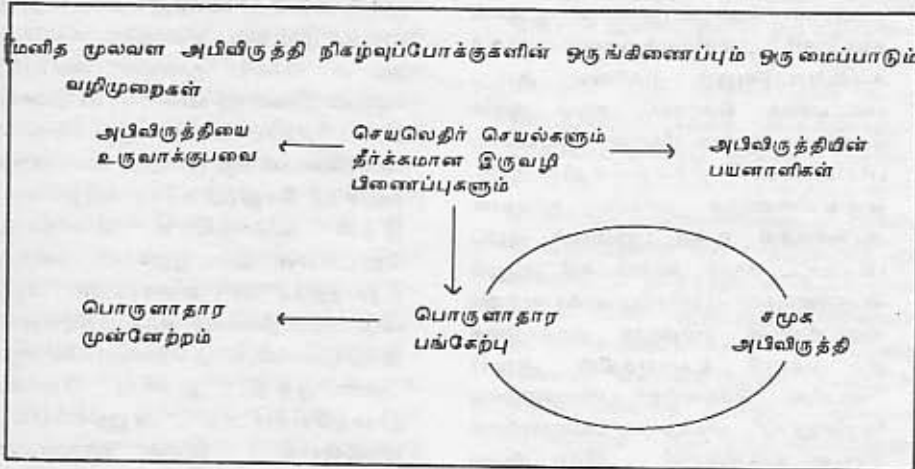 மனித மூலவள அபிவிருத்தி நிகழ்வுப்போக்குகளின் ஒருங்கிணைப்பும் ஒருமைப்பாடும்
வழிமுறைகள்
அபிவிருத்தியை
உருவாக்குபவை
செயலெதிர் செயல்களும்
தீர்க்கமான இருவழி
பிணைப்புகளும்
அபிவிருத்தியின்
பயனாளிகள்
பொருளாதார
முன்னேற்றம்
பொருளாதார
பங்கேற்பு
சமூக
அபிவிருத்தி